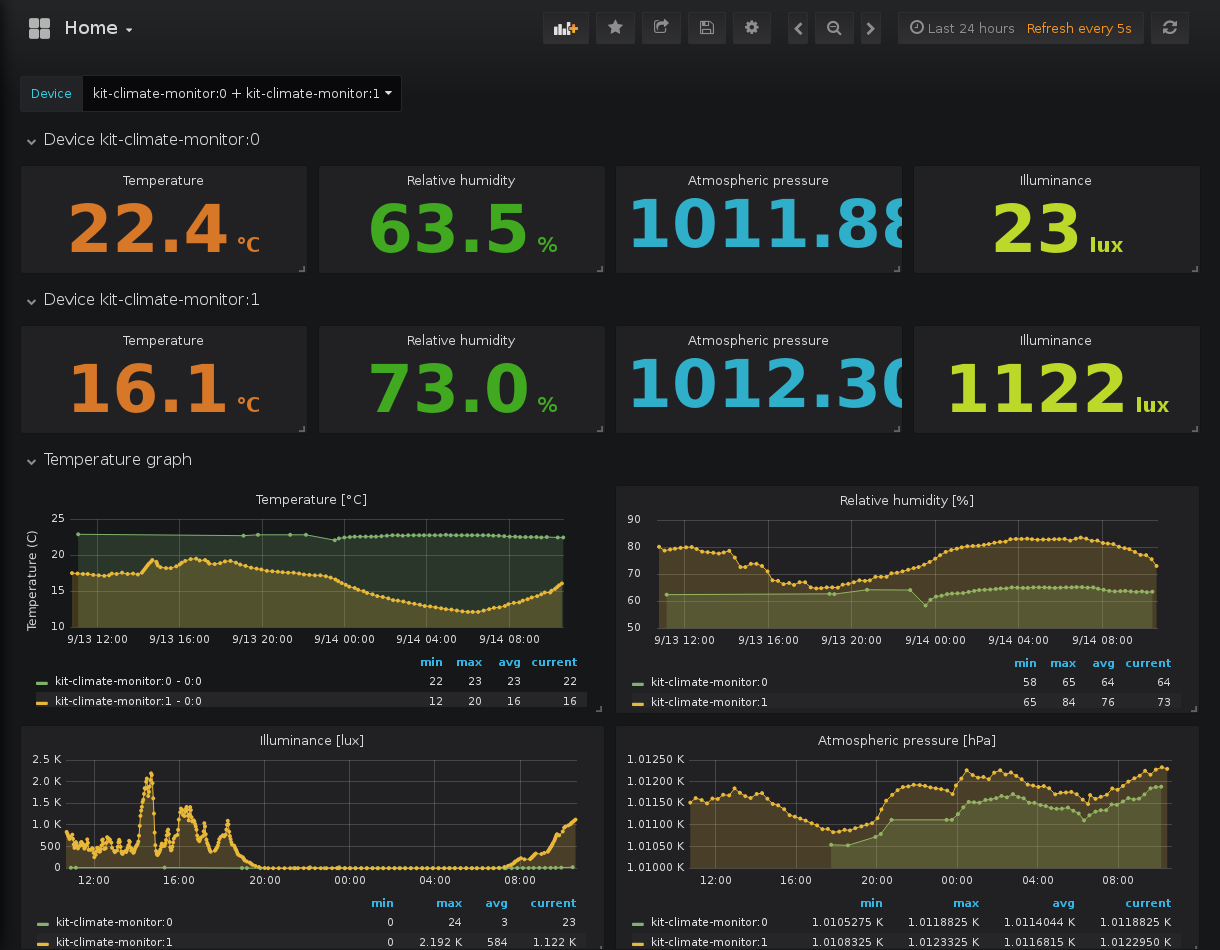 Home
Last 24 hours Refresh every 5s
Device kit-climate-monitor:0 + kit-climate-monitor:1
Device kit-climate-monitor:0
Temperature Relative humidity Atmospheric pressure Illuminance
22.4 °C 63.5 % 1011.88 23 lux
Device kit-climate-monitor:1
Temperature Relative humidity Atmospheric pressure Illuminance
16.1 °C 73.0 % 1012.30 1122 lux
Temperature graph
Temperature [°C]
Temperature (C)
25
20
15
10
9/13 12:00 9/13 16:00 9/13 20:00 9/14 00:00 9/14 04:00 9/14 08:00
min max avg current
kit-climate-monitor:0 - 0:0 22 23 23 22
kit-climate-monitor:1 - 0:0 12 20 16 16
Relative humidity [%]
90
80
70
60
50
9/13 12:00 9/13 16:00 9/13 20:00 9/14 00:00 9/14 04:00 9/14 08:00
min max avg current
kit-climate-monitor:0 58 65 64 64
kit-climate-monitor:1 65 84 76 73
Illuminance [lux]
2.5 K
2.0 K
1.5 K
1.0 K
500
0
12:00 16:00 20:00 00:00 04:00 08:00
min max avg current
kit-climate-monitor:0 0 24 3 23
kit-climate-monitor:1 0 2.192 K 584 1.122 K
Atmospheric pressure [hPa]
1.01250 K
1.01200 K
1.01150 K
1.01100 K
1.01050 K
1.01000 K
12:00 16:00 20:00 00:00 04:00 08:00
min max avg current
kit-climate-monitor:0 1.0105275 K 1.0118825 K 1.0114044 K 1.0118825 K
kit-climate-monitor:1 1.0108325 K 1.0123325 K 1.0116815 K 1.0122950 K